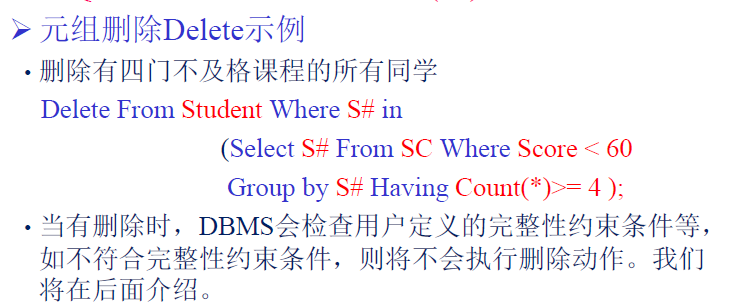 ➢ 元组删除Delete示例
• 删除有四门不及格课程的所有同学
Delete From Student Where S# in
(Select S# From SC Where Score < 60
Group by S# Having Count(*)>= 4 );
• 当有删除时，DBMS会检查用户定义的完整性约束条件等，
如不符合完整性约束条件，则将不会执行删除动作。我们
将在后面介绍。